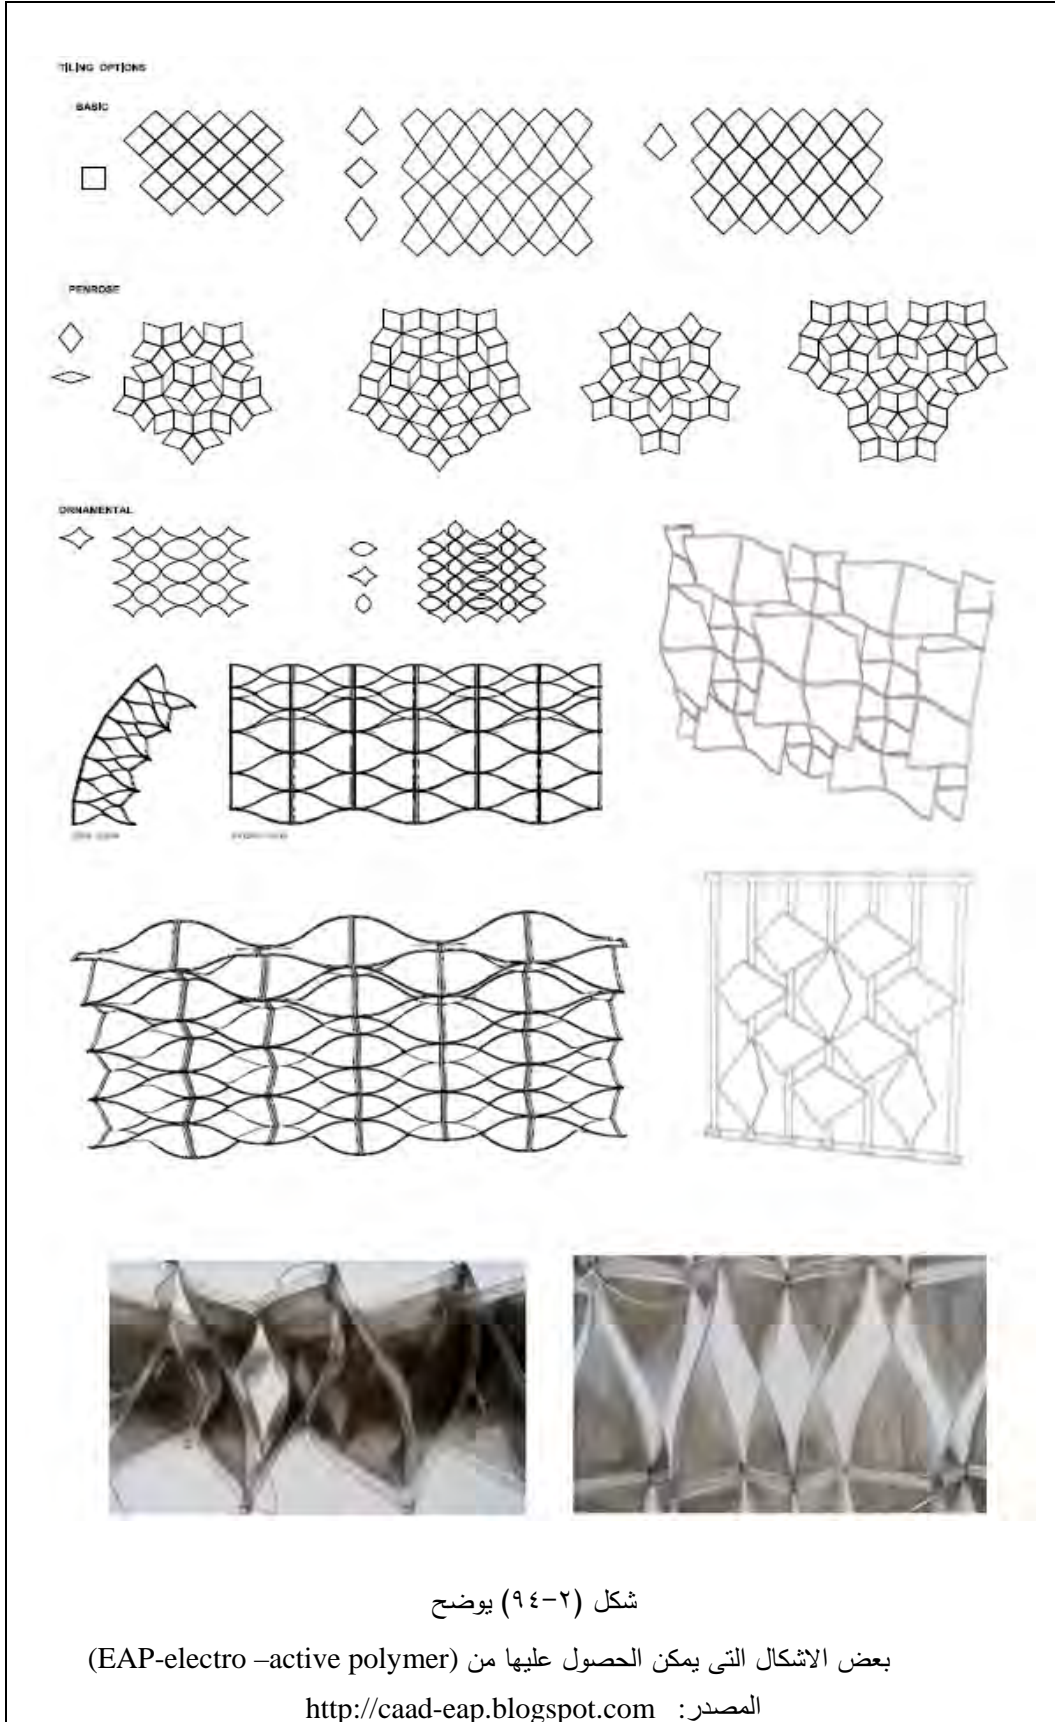 TILING OPTIONS
BASIC
PENROSE
ORNAMENTAL
شكل (٢-٩٤) يوضح
بعض الاشكال التى يمكن الحصول عليها من (EAP-electro –active polymer)
المصدر: http://caad-eap.blogspot.com